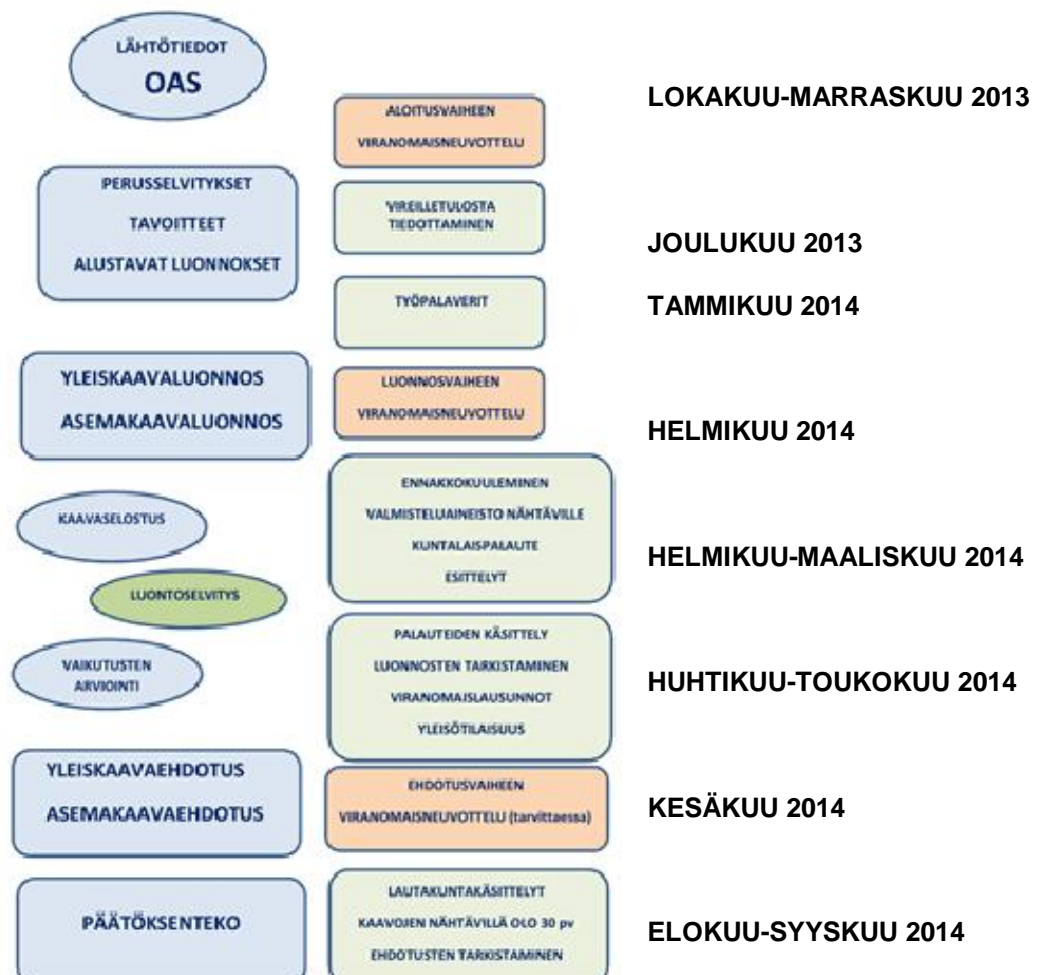 LÄHTÖTIEDOT
OAS
LOKAKUU-MARRASKUU 2013
ALOITUSVAIHEEN
VIRANOMAISNEUVOTTELU
PERUSSELVITYKSET
TAVOITTEET
ALUSTAVAT LUONNOKSET
VIREILLETULOSTA
TIEDOTTAMINEN
JOULUKUU 2013
TYÖPALAVERIT
TAMMIKUU 2014
YLEISKAAVALUONNOS
ASEMAKAAVALUONNOS
LUONNOSVAIHEEN
VIRANOMAISNEUVOTTELU
HELMIKUU 2014
KAAVASELOSTUS
ENNAKKOKUULEMINEN
VALMISTELUAINEISTO NÄHTÄVILLE
KUNTALAISPALAUTE
ESITTELYT
HELMIKUU-MAALISKUU 2014
LUONTOSELVITYS
VAIKUTUSTEN
ARVIOINTI
PALAUTEIDEN KÄSITTELY
LUONNOSTEN TARKISTAMINEN
VIRANOMAISLAUSUNNOT
YLEISÖTILAISUUS
HUHTIKUU-TOUKOKUU 2014
YLEISKAAVAEHDOTUS
ASEMAKAAVAEHDOTUS
EHDOTUSVAIHEEN
VIRANOMAISNEUVOTTELU (tarvittaessa)
KESÄKUU 2014
PÄÄTÖKSENTEKO
LAUTAKUNTAKÄSITTELYT
KAAVOJEN NÄHTÄVILLÄ OLO 30 pv
EHDOTUSTEN TARKISTAMINEN
ELOKUU-SYYSKUU 2014